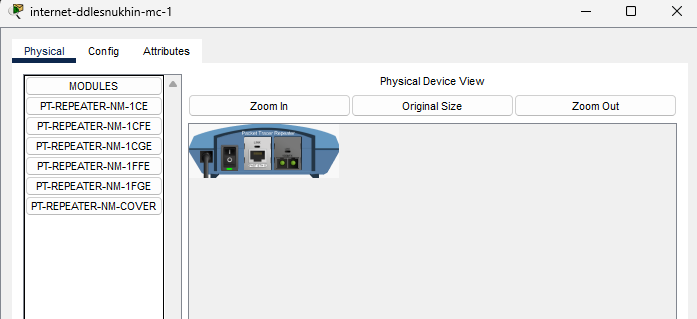 internet-ddlesnukhin-mc-1
Physical Config Attributes
MODULES
PT-REPEATER-NM-1CE
PT-REPEATER-NM-1CFE
PT-REPEATER-NM-1CGE
PT-REPEATER-NM-1FFE
PT-REPEATER-NM-1FGE
PT-REPEATER-NM-COVER
Physical Device View
Zoom In Original Size Zoom Out
Packet Tracer Repeater